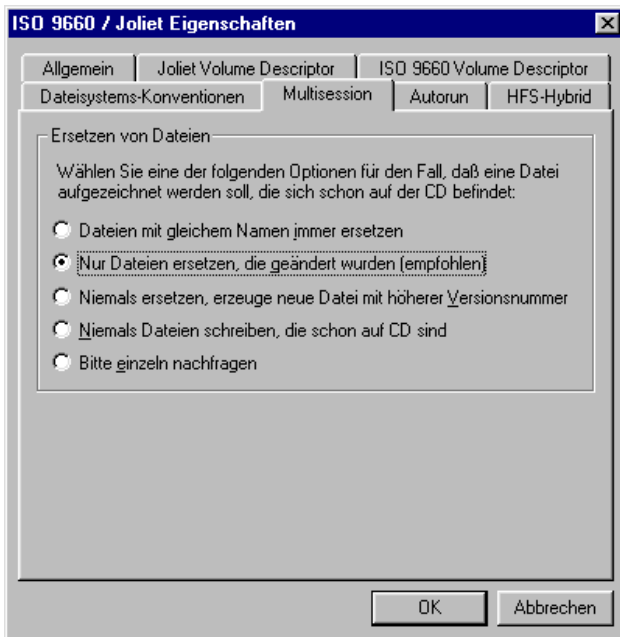 ISO 9660 / Joliet Eigenschaften
Allgemein Joliet Volume Descriptor ISO 9660 Volume Descriptor
Dateisystems-Konventionen Multisession Autorun HFS-Hybrid
Ersetzen von Dateien
Wählen Sie eine der folgenden Optionen für den Fall, daß eine Datei
aufgezeichnet werden soll, die sich schon auf der CD befindet:
Dateien mit gleichem Namen immer ersetzen
Nur Dateien ersetzen, die geändert wurden (empfohlen)
Niemals ersetzen, erzeuge neue Datei mit höherer Versionsnummer
Niemals Dateien schreiben, die schon auf CD sind
Bitte einzeln nachfragen
OK Abbrechen